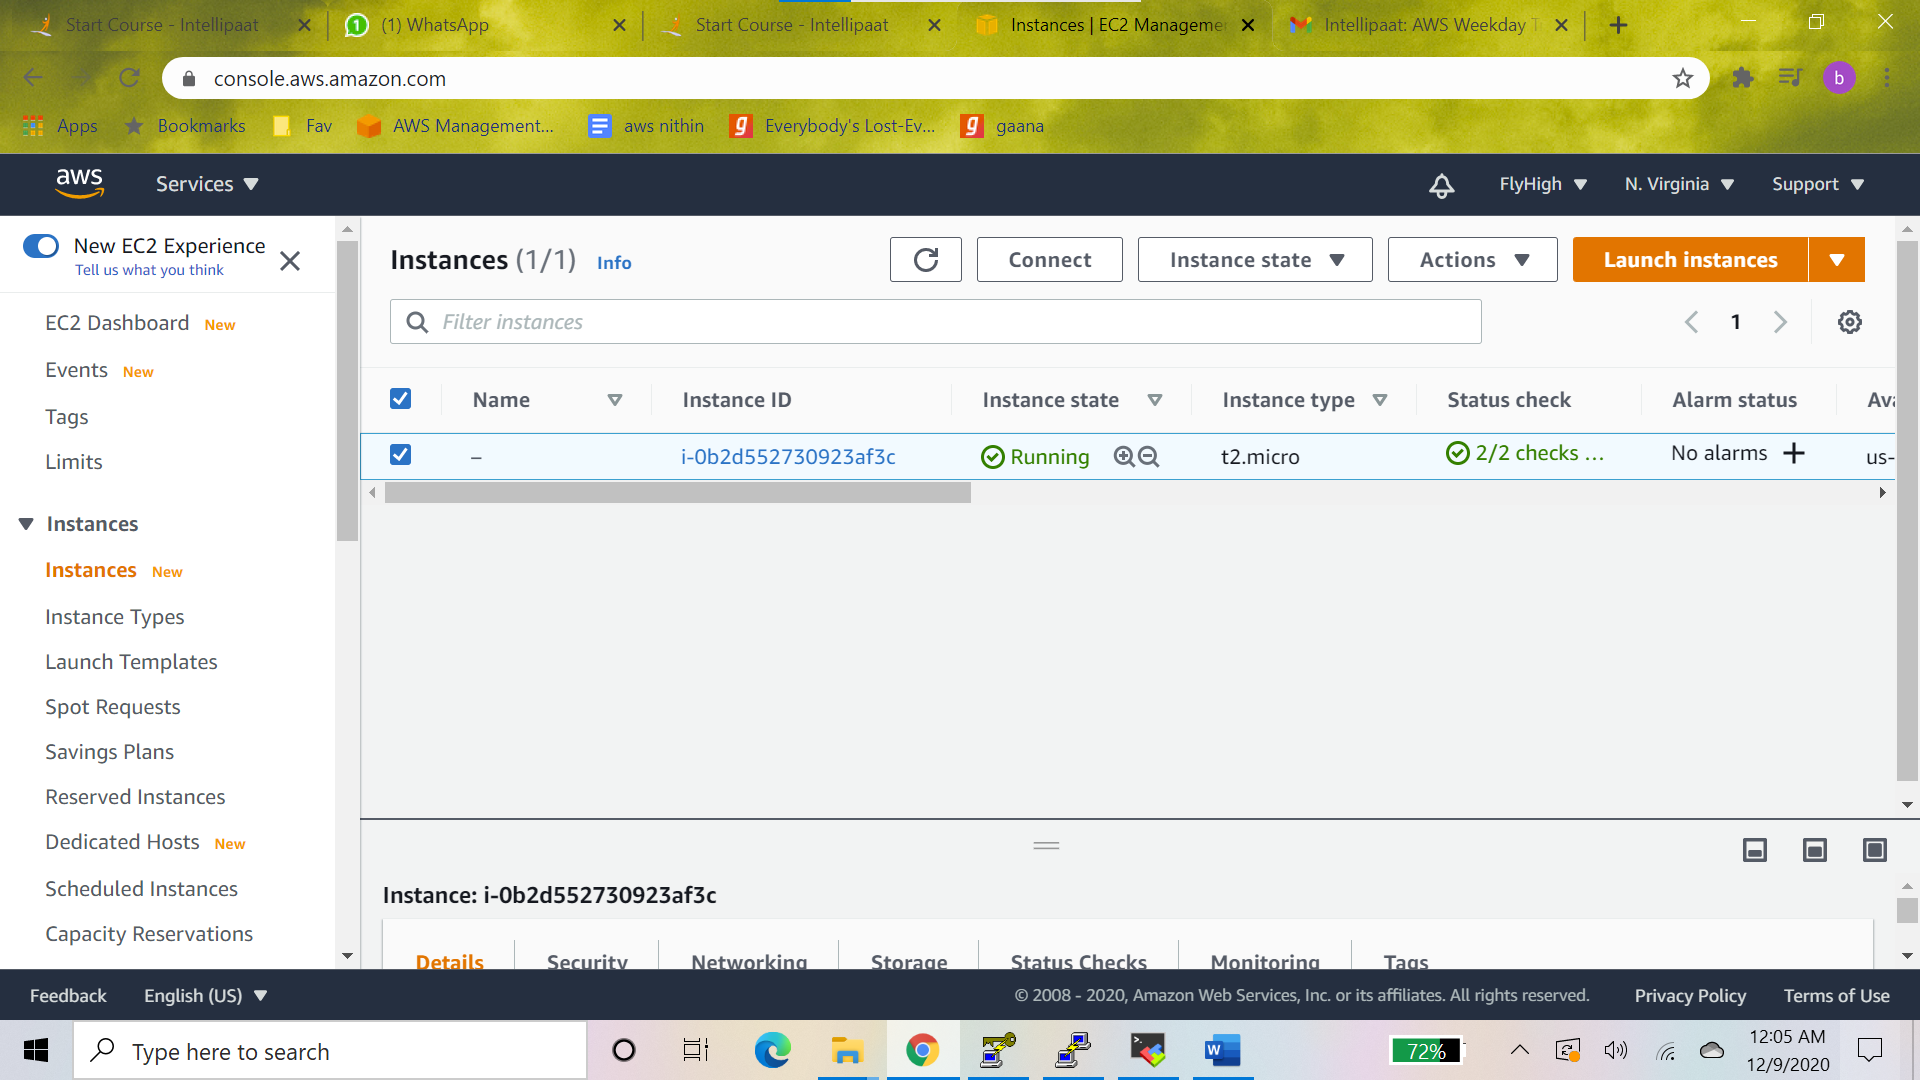 Start Course - Intellipaat
(1) WhatsApp
Start Course - Intellipaat
Instances | EC2 Manageme
Intellipaat: AWS Weekday T
console.aws.amazon.com
b
Apps
Bookmarks
Fav
AWS Management...
aws nithin
Everybody's Lost-Ev...
gaana
aws
Services
FlyHigh
N. Virginia
Support
New EC2 Experience
Tell us what you think
EC2 Dashboard New
Events New
Tags
Limits
Instances
Instances New
Instance Types
Launch Templates
Spot Requests
Savings Plans
Reserved Instances
Dedicated Hosts New
Scheduled Instances
Capacity Reservations
Instances (1/1) Info
Connect
Instance state
Actions
Launch instances
Filter instances
1
Name
Instance ID
Instance state
Instance type
Status check
Alarm status
Ava
–
i-0b2d552730923af3c
Running
t2.micro
2/2 checks ...
No alarms
us-
Instance: i-0b2d552730923af3c
Details
Security
Networking
Storage
Status Checks
Monitoring
Tags
Feedback
English (US)
© 2008 - 2020, Amazon Web Services, Inc. or its affiliates. All rights reserved.
Privacy Policy
Terms of Use
Type here to search
72%
12:05 AM
12/9/2020